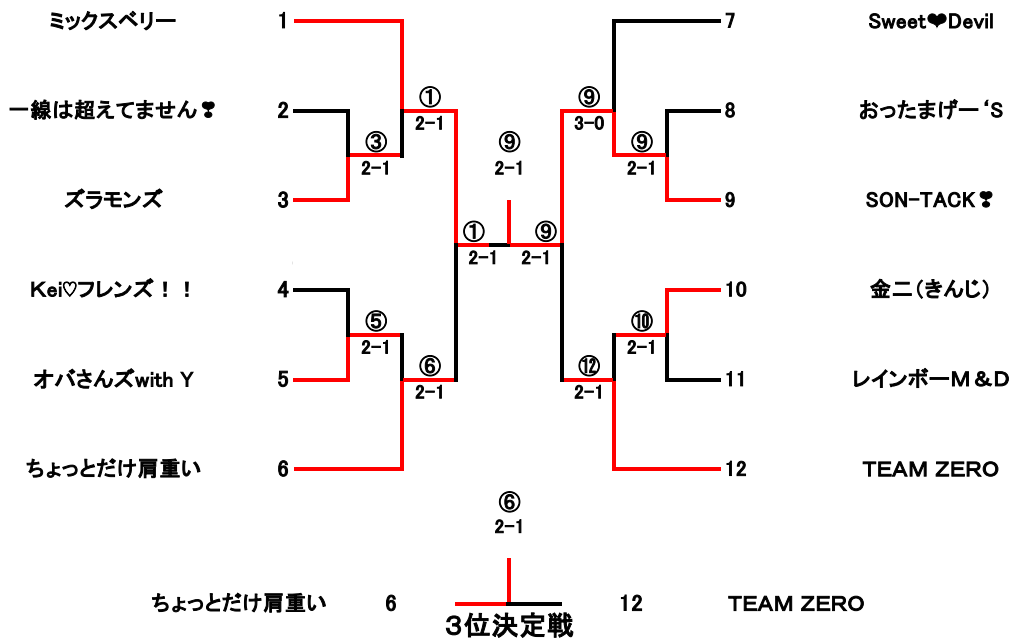 ミックスベリー 1 7 Sweet❤Devil
① ⑨
一線は超えてません❣ 2 2-1 3-0 8 おったまげー‘S
③ ⑨ ⑨
2-1 2-1 2-1
ズラモンズ 3 9 SON-TACK❣
① ⑨
2-1 2-1
Kei♡フレンズ！！ 4 10 金二（きんじ）
⑤ ⑩
2-1 2-1
⑥ ⑫
オバさんズwith Y 5 2-1 2-1 11 レインボーＭ＆Ｄ
ちょっとだけ肩重い 6 12 TEAM ZERO
⑥
2-1
ちょっとだけ肩重い 6 12 TEAM ZERO
３位決定戦